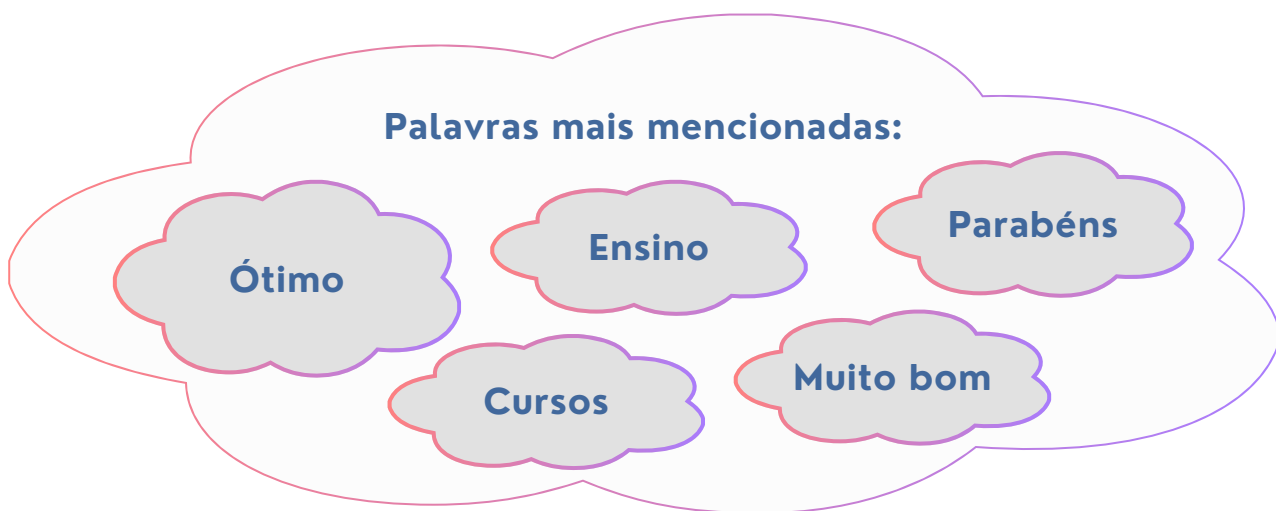 Palavras mais mencionadas:
Ótimo
Ensino
Parabéns
Cursos
Muito bom